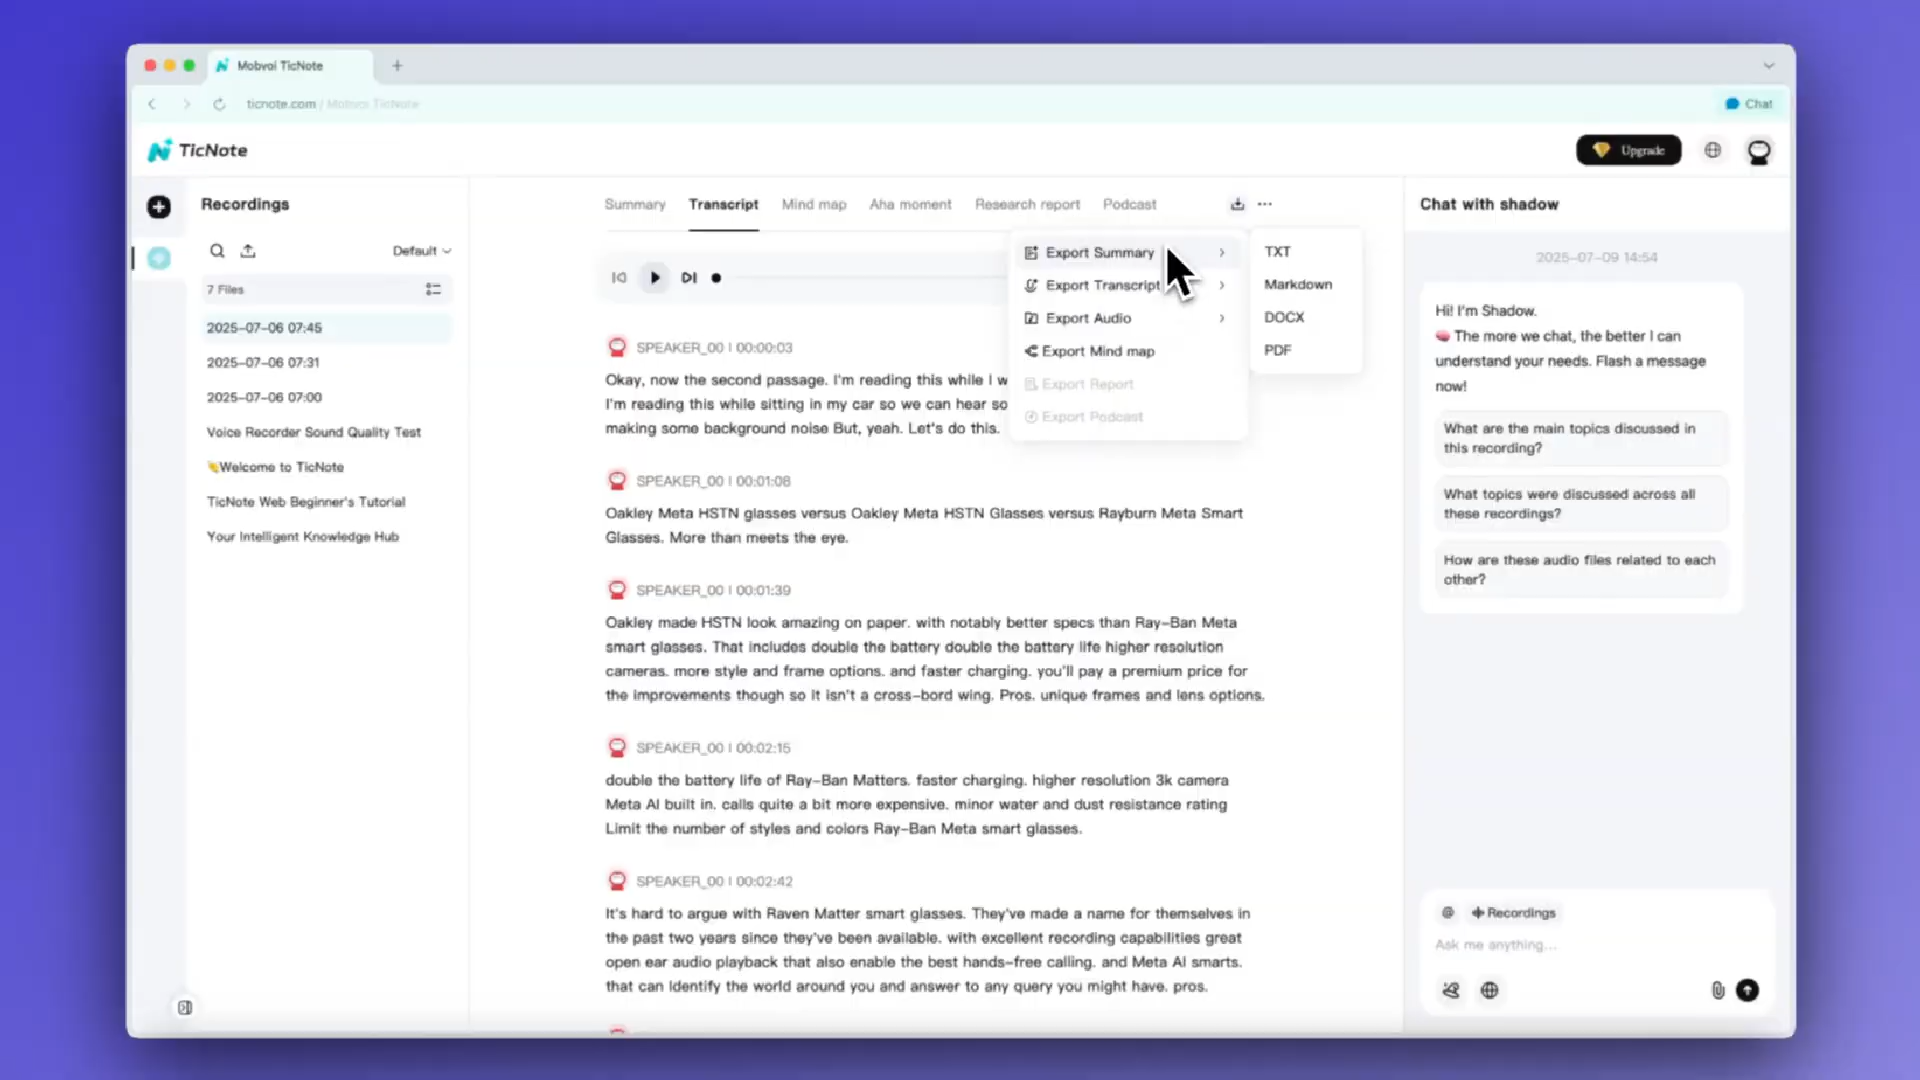 Mobvoi TicNote
ticnote.com / Mobvoi TicNote
Chat
TicNote
Upgrade
Recordings
Default
7 Files
2025-07-06 07:45
2025-07-06 07:31
2025-07-06 07:00
Voice Recorder Sound Quality Test
👋Welcome to TicNote
TicNote Web Beginner's Tutorial
Your Intelligent Knowledge Hub
Summary
Transcript
Mind map
Aha moment
Research report
Podcast
Export Summary
Export Transcript
Export Audio
Export Mind map
Export Report
Export Podcast
TXT
Markdown
DOCX
PDF
SPEAKER_00 | 00:00:03
Okay, now the second passage. I'm reading this while I w
I'm reading this while sitting in my car so we can hear so
making some background noise But, yeah. Let's do this.
SPEAKER_00 | 00:01:08
Oakley Meta HSTN glasses versus Oakley Meta HSTN Glasses versus Rayburn Meta Smart
Glasses. More than meets the eye.
SPEAKER_00 | 00:01:39
Oakley made HSTN look amazing on paper. with notably better specs than Ray-Ban Meta
smart glasses. That includes double the battery double the battery life higher resolution
cameras. more style and frame options. and faster charging. you'll pay a premium price for
the improvements though so it isn't a cross-bord wing. Pros. unique frames and lens options.
SPEAKER_00 | 00:02:15
double the battery life of Ray-Ban Matters. faster charging. higher resolution 3k camera
Meta AI built in. calls quite a bit more expensive. minor water and dust resistance rating
Limit the number of styles and colors Ray-Ban Meta smart glasses.
SPEAKER_00 | 00:02:42
It's hard to argue with Raven Matter smart glasses. They've made a name for themselves in
the past two years since they've been available. with excellent recording capabilities great
open ear audio playback that also enable the best hands-free calling. and Meta AI smarts.
that can identify the world around you and answer to any query you might have. pros.
Chat with shadow
2025-07-09 14:54
Hi! I'm Shadow.
🧠 The more we chat, the better I can
understand your needs. Flash a message
now!
What are the main topics discussed in
this recording?
What topics were discussed across all
these recordings?
How are these audio files related to each
other?
@ Recordings
Ask me anything...